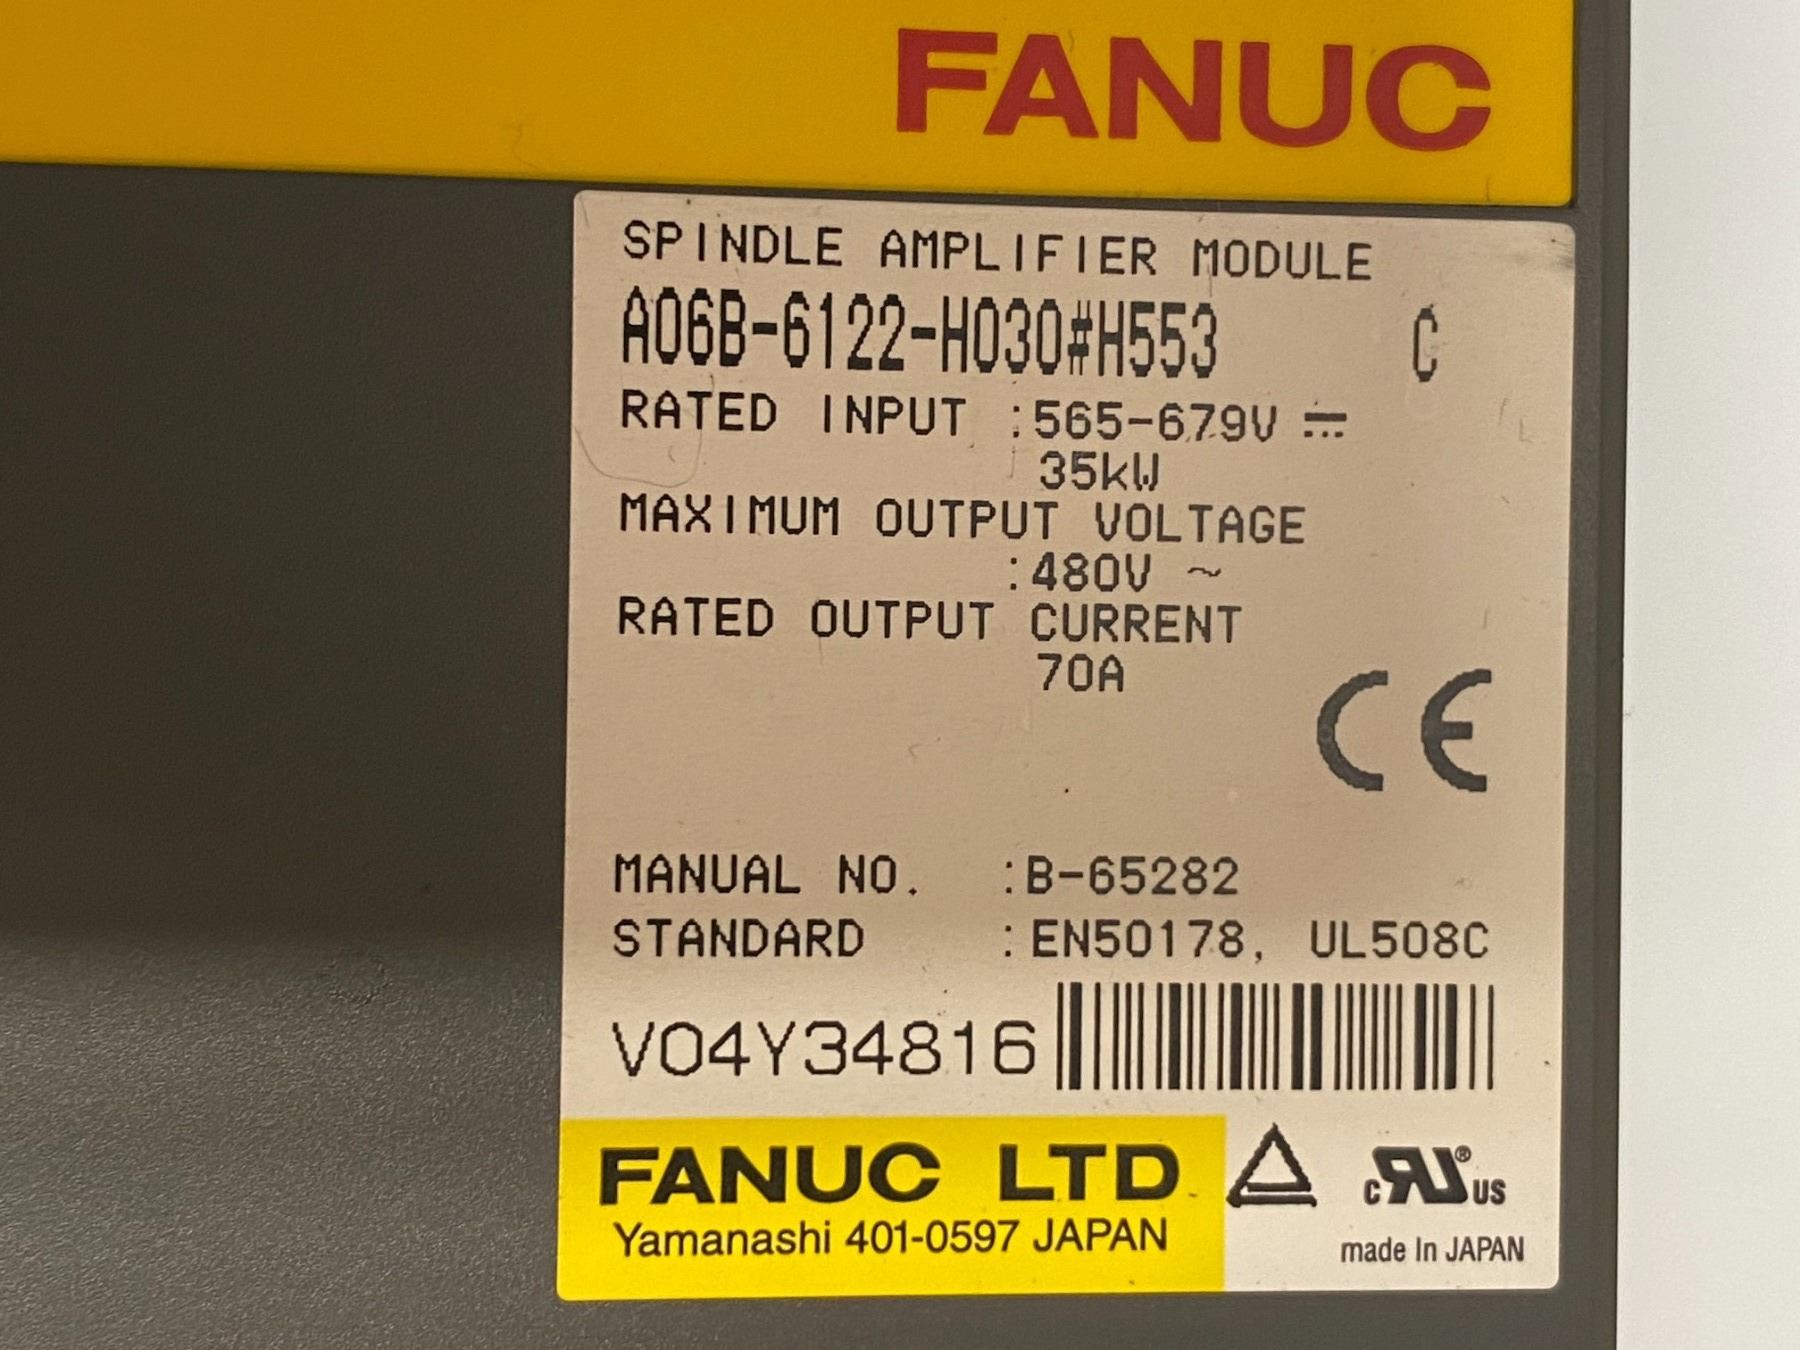 FANUC
SPINDLE AMPLIFIER MODULE
A06B-6122-H030#H553 C
RATED INPUT :565-679V
35kW
MAXIMUM OUTPUT VOLTAGE
:480V ~
RATED OUTPUT CURRENT
70A
CE
MANUAL NO. :B-65282
STANDARD :EN50178, UL508C
V04Y34816
FANUC LTD
Yamanashi 401-0597 JAPAN
c RU ® US
made In JAPAN